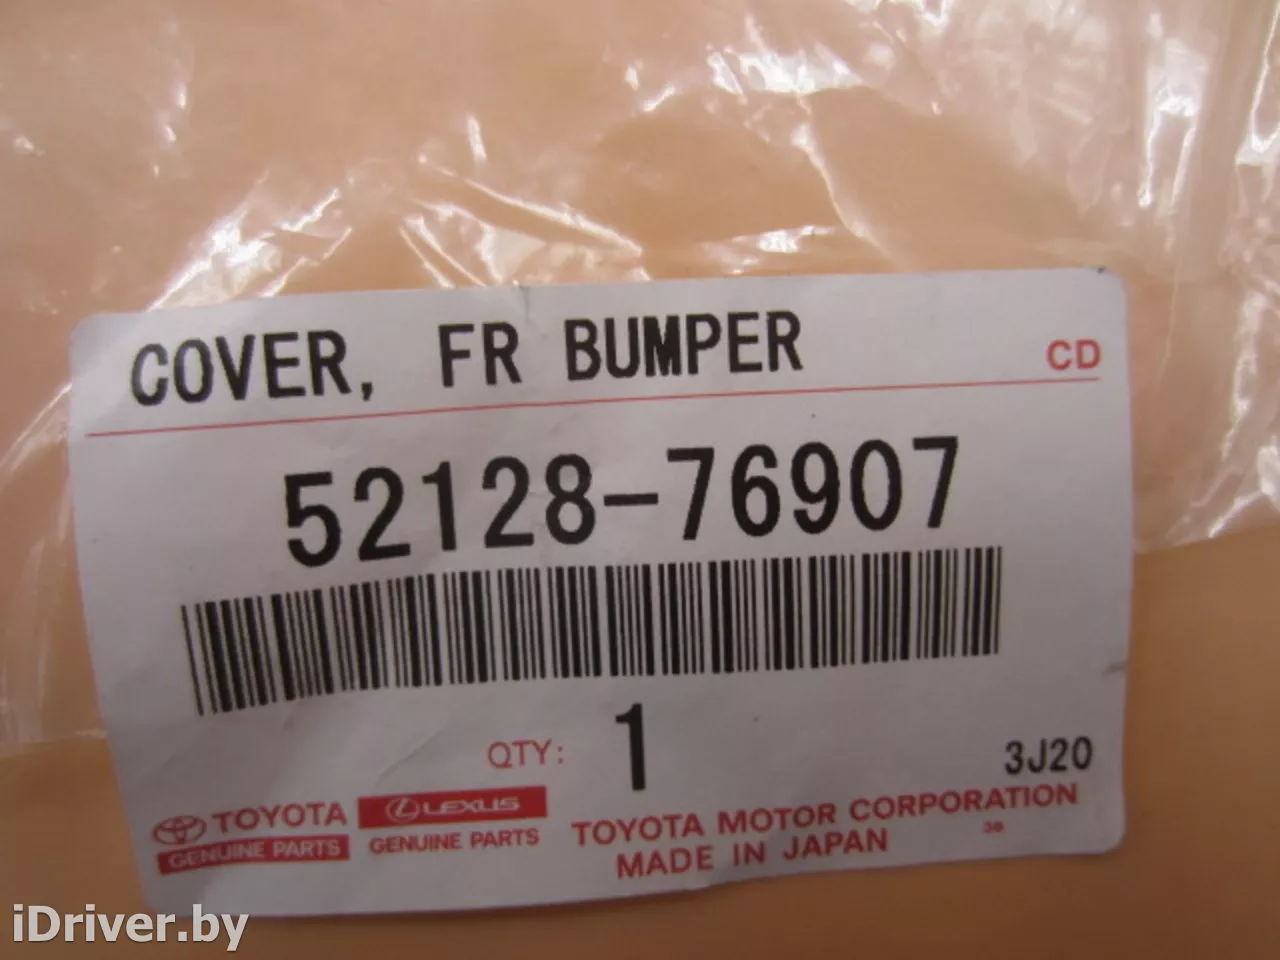 COVER, FR BUMPER
CD
52128-76907
QTY: 1
3J20
TOYOTA
GENUINE PARTS
LEXUS
GENUINE PARTS
TOYOTA MOTOR CORPORATION
MADE IN JAPAN
iDriver.by